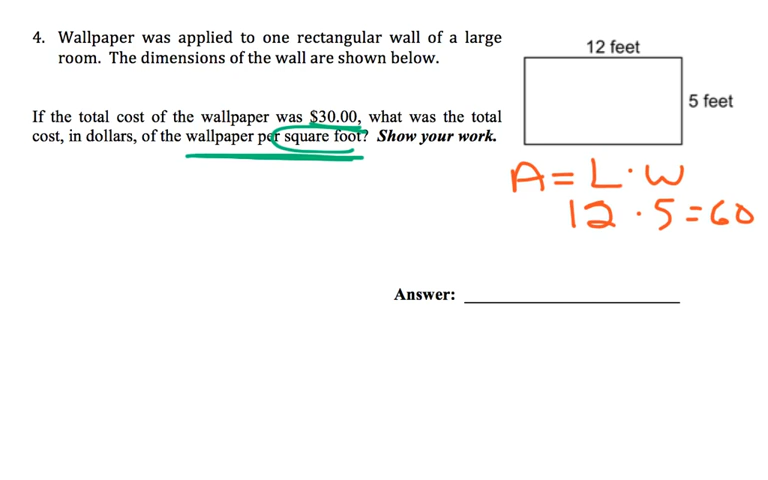 4. Wallpaper was applied to one rectangular wall of a large
room. The dimensions of the wall are shown below.
12 feet
5 feet
If the total cost of the wallpaper was $30.00, what was the total
cost, in dollars, of the wallpaper per square foot? Show your work.
A = L · W
12 · 5 = 60
Answer: